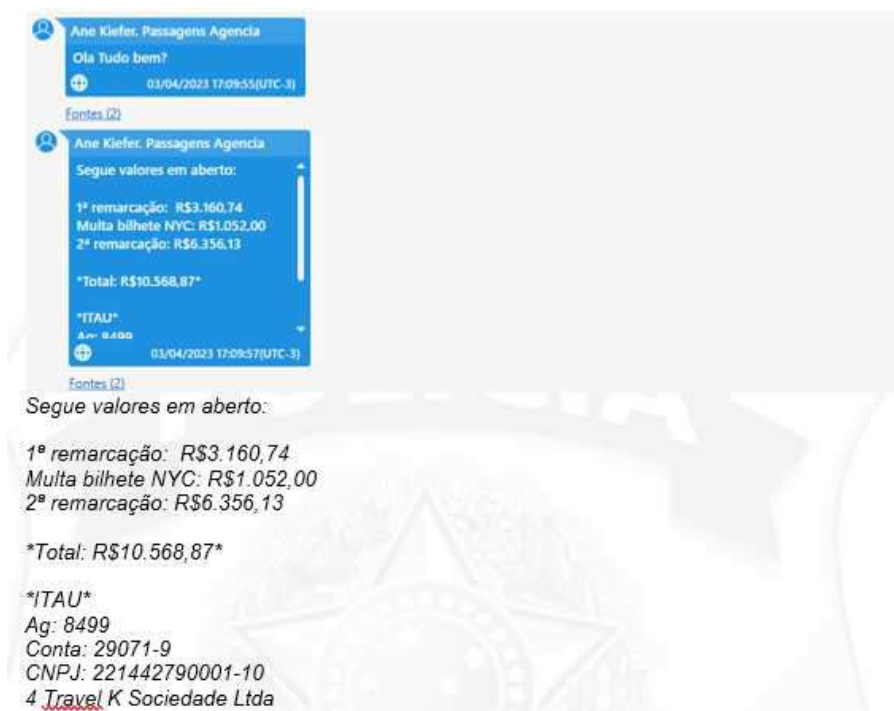 Ane Kiefer. Passagens Agencia
Ola Tudo bem?
03/04/2023 17:09:55(UTC-3)
Fontes (2)
Ane Kiefer. Passagens Agencia
Segue valores em aberto:
1ª remarcação: R$3.160,74
Multa bilhete NYC: R$1.052,00
2ª remarcação: R$6.356,13
*Total: R$10.568,87*
*ITAU*
Ag: 8499
03/04/2023 17:09:57(UTC-3)
Fontes (2)
Segue valores em aberto:
1ª remarcação: R$3.160,74
Multa bilhete NYC: R$1.052,00
2ª remarcação: R$6.356,13
*Total: R$10.568,87*
*ITAU*
Ag: 8499
Conta: 29071-9
CNPJ: 221442790001-10
4 Travel K Sociedade Ltda